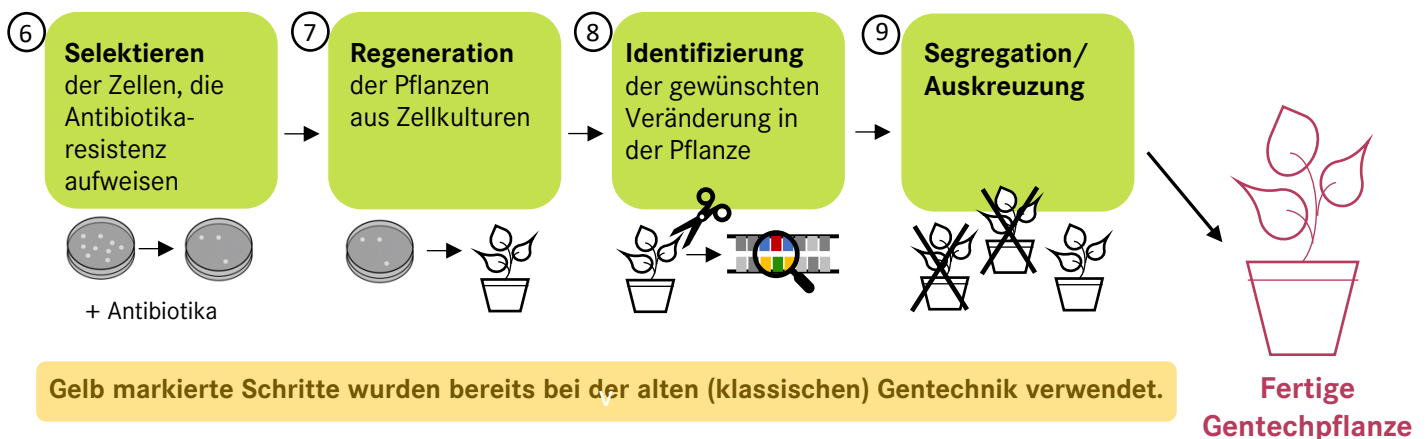 6
Selektieren
der Zellen, die
Antibiotika-
resistenz
aufweisen
7
Regeneration
der Pflanzen
aus Zellkulturen
8
Identifizierung
der gewünschten
Veränderung in
der Pflanze
9
Segregation/
Auskreuzung
+ Antibiotika
Gelb markierte Schritte wurden bereits bei der alten (klassischen) Gentechnik verwendet.
v
Fertige
Gentechpflanze